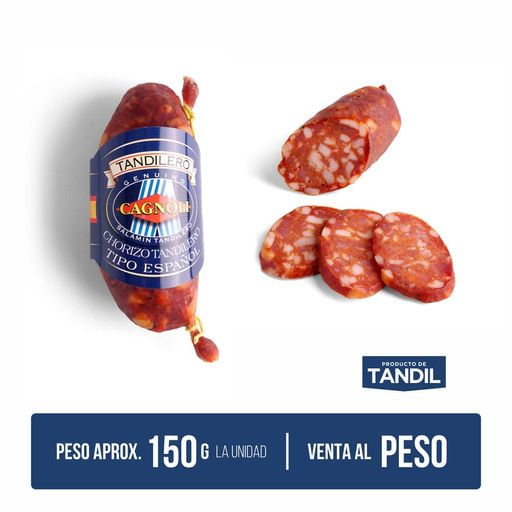 TANDILERO
GENUINO
CAGNOLI
SALAMIN TANDILERO
CHORIZO TANDILERO
TIPO ESPAÑOL
PRODUCTO DE
TANDIL
PESO APROX. 150 G LA UNIDAD | VENTA AL PESO